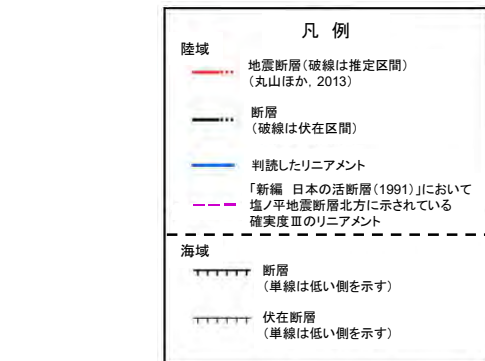 凡 例
陸域
地震断層(破線は推定区間)
(丸山ほか, 2013)
断層
(破線は伏在区間)
判読したリニアメント
「新編 日本の活断層(1991)」において
塩ノ平地震断層北方に示されている
確実度Ⅲのリニアメント
海域
断層
(単線は低い側を示す)
伏在断層
(単線は低い側を示す)